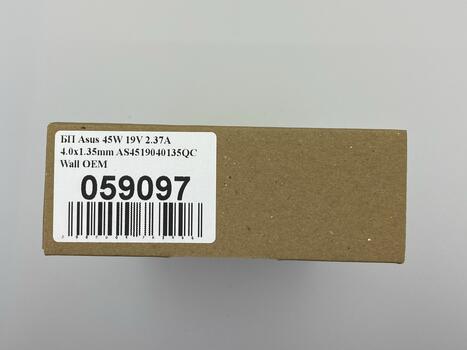 БП Asus 45W 19V 2.37A
4.0x1.35mm AS4519040135QC
Wall OEM
059097